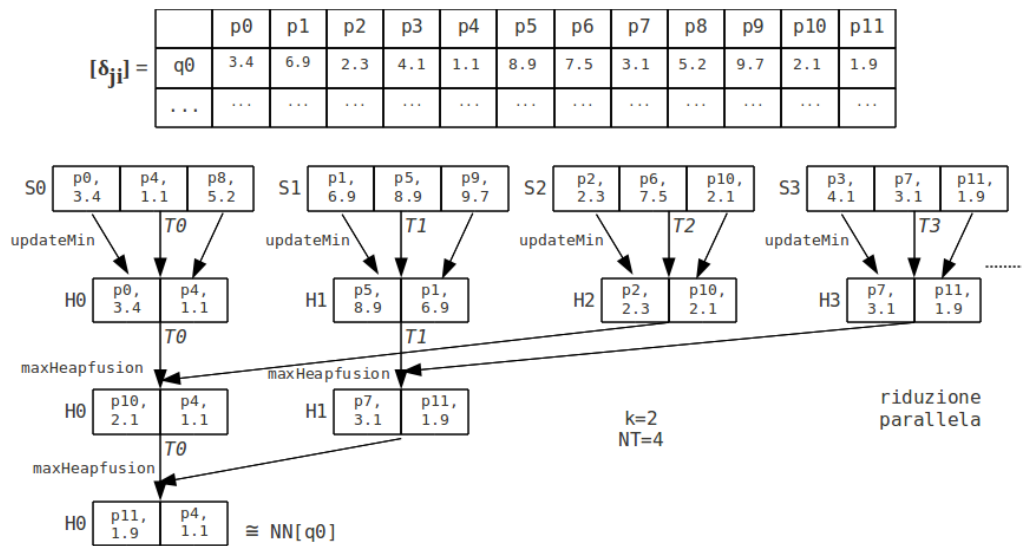 p0 p1 p2 p3 p4 p5 p6 p7 p8 p9 p10 p11
[δji] = q0 3.4 6.9 2.3 4.1 1.1 8.9 7.5 3.1 5.2 9.7 2.1 1.9
... ... ... ... ... ... ... ... ... ... ... ... ...
S0 p0, 3.4 p4, 1.1 p8, 5.2
S1 p1, 6.9 p5, 8.9 p9, 9.7
S2 p2, 2.3 p6, 7.5 p10, 2.1
S3 p3, 4.1 p7, 3.1 p11, 1.9
updateMin T0
updateMin T1
updateMin T2
updateMin T3
H0 p0, 3.4 p4, 1.1
H1 p5, 8.9 p1, 6.9
H2 p2, 2.3 p10, 2.1
H3 p7, 3.1 p11, 1.9
........
T0
T1
maxHeapfusion
maxHeapfusion
H0 p10, 2.1 p4, 1.1
H1 p7, 3.1 p11, 1.9
k=2
NT=4
riduzione
parallela
T0
maxHeapfusion
H0 p11, 1.9 p4, 1.1 ≅ NN[q0]